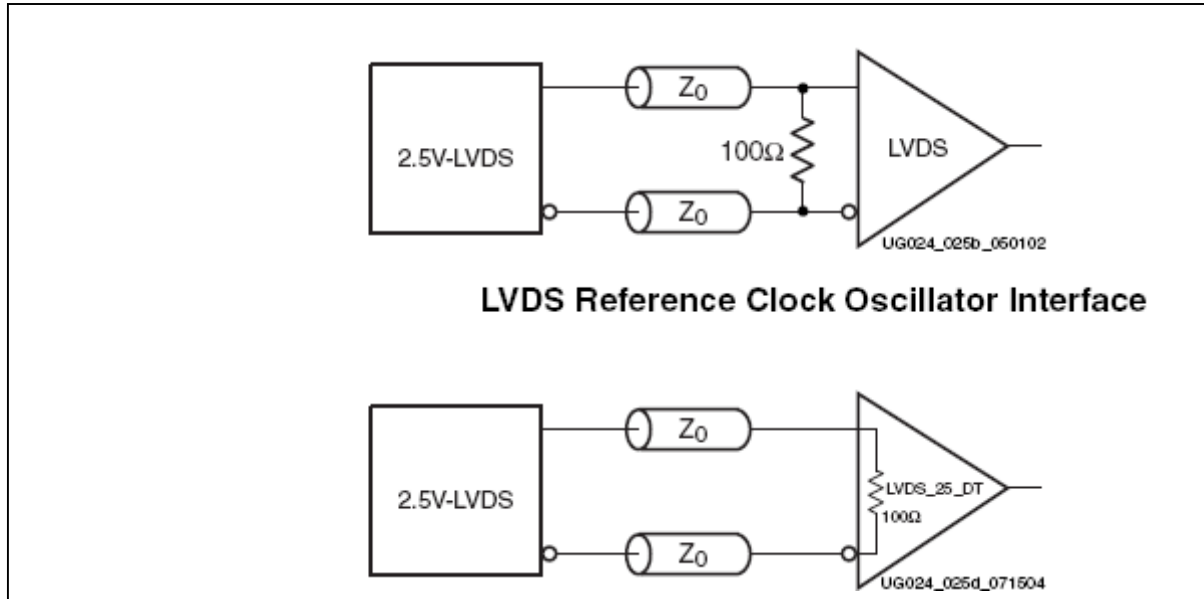 Z0
2.5V-LVDS
100Ω
LVDS
Z0
UG024_025b_050102
LVDS Reference Clock Oscillator Interface
Z0
2.5V-LVDS
LVDS_25_DT
100Ω
Z0
UG024_025d_071504